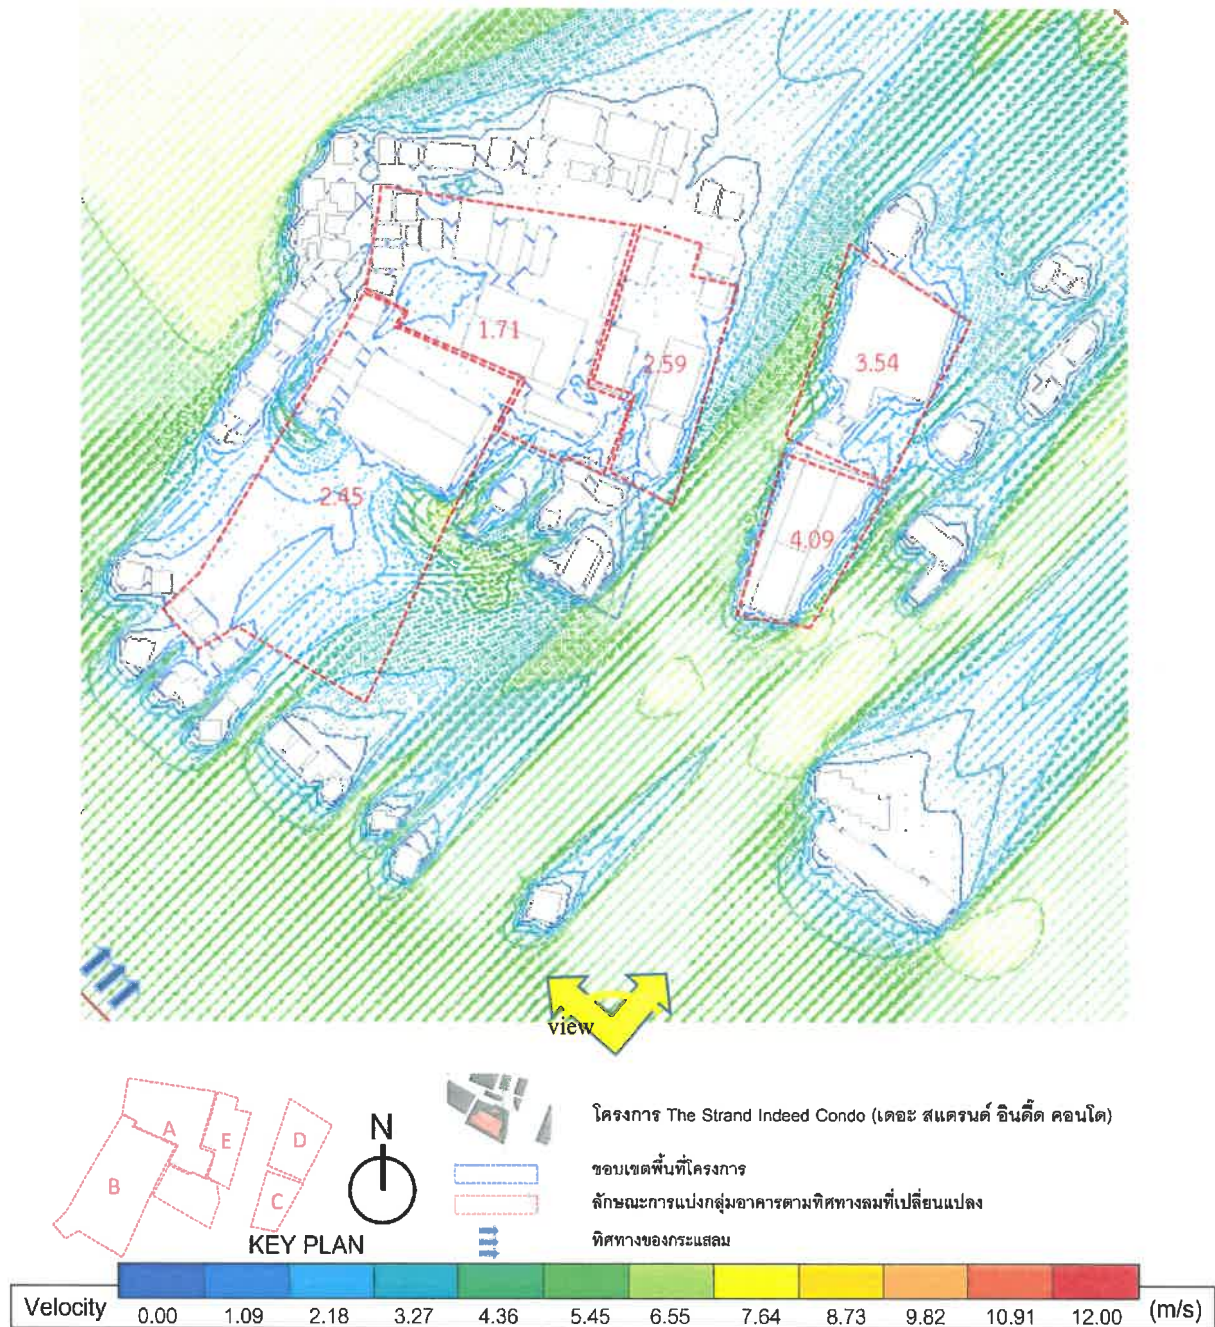 1.71
2.59
3.54
2.45
4.09
view
A
E
D
B
C
N
KEY PLAN
โครงการ The Strand Indeed Condo (เดอะ สแตรนด์ อินดี๊ด คอนโด)
ขอบเขตพื้นที่โครงการ
ลักษณะการแบ่งกลุ่มอาคารตามทิศทางลมที่เปลี่ยนแปลง
ทิศทางของกระแสลม
Velocity 0.00 1.09 2.18 3.27 4.36 5.45 6.55 7.64 8.73 9.82 10.91 12.00 (m/s)